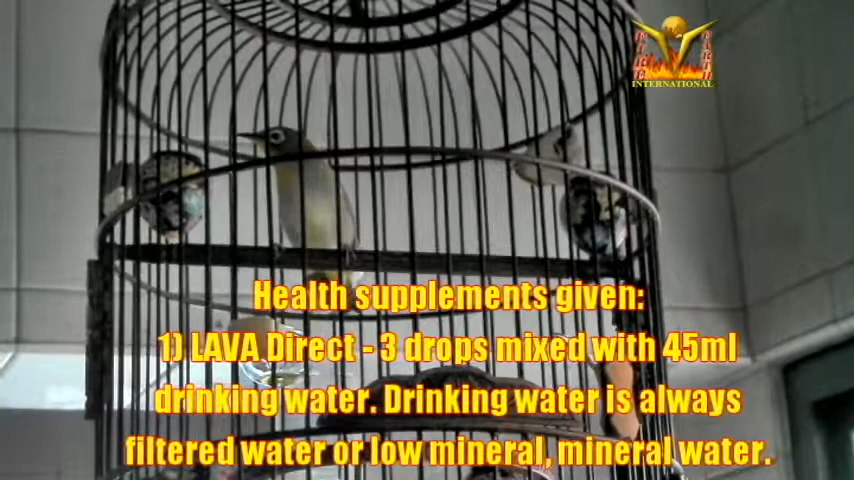 INTERNATIONAL
Health supplements given:
1) LAVA Direct - 3 drops mixed with 45ml
drinking water. Drinking water is always
filtered water or low mineral, mineral water.